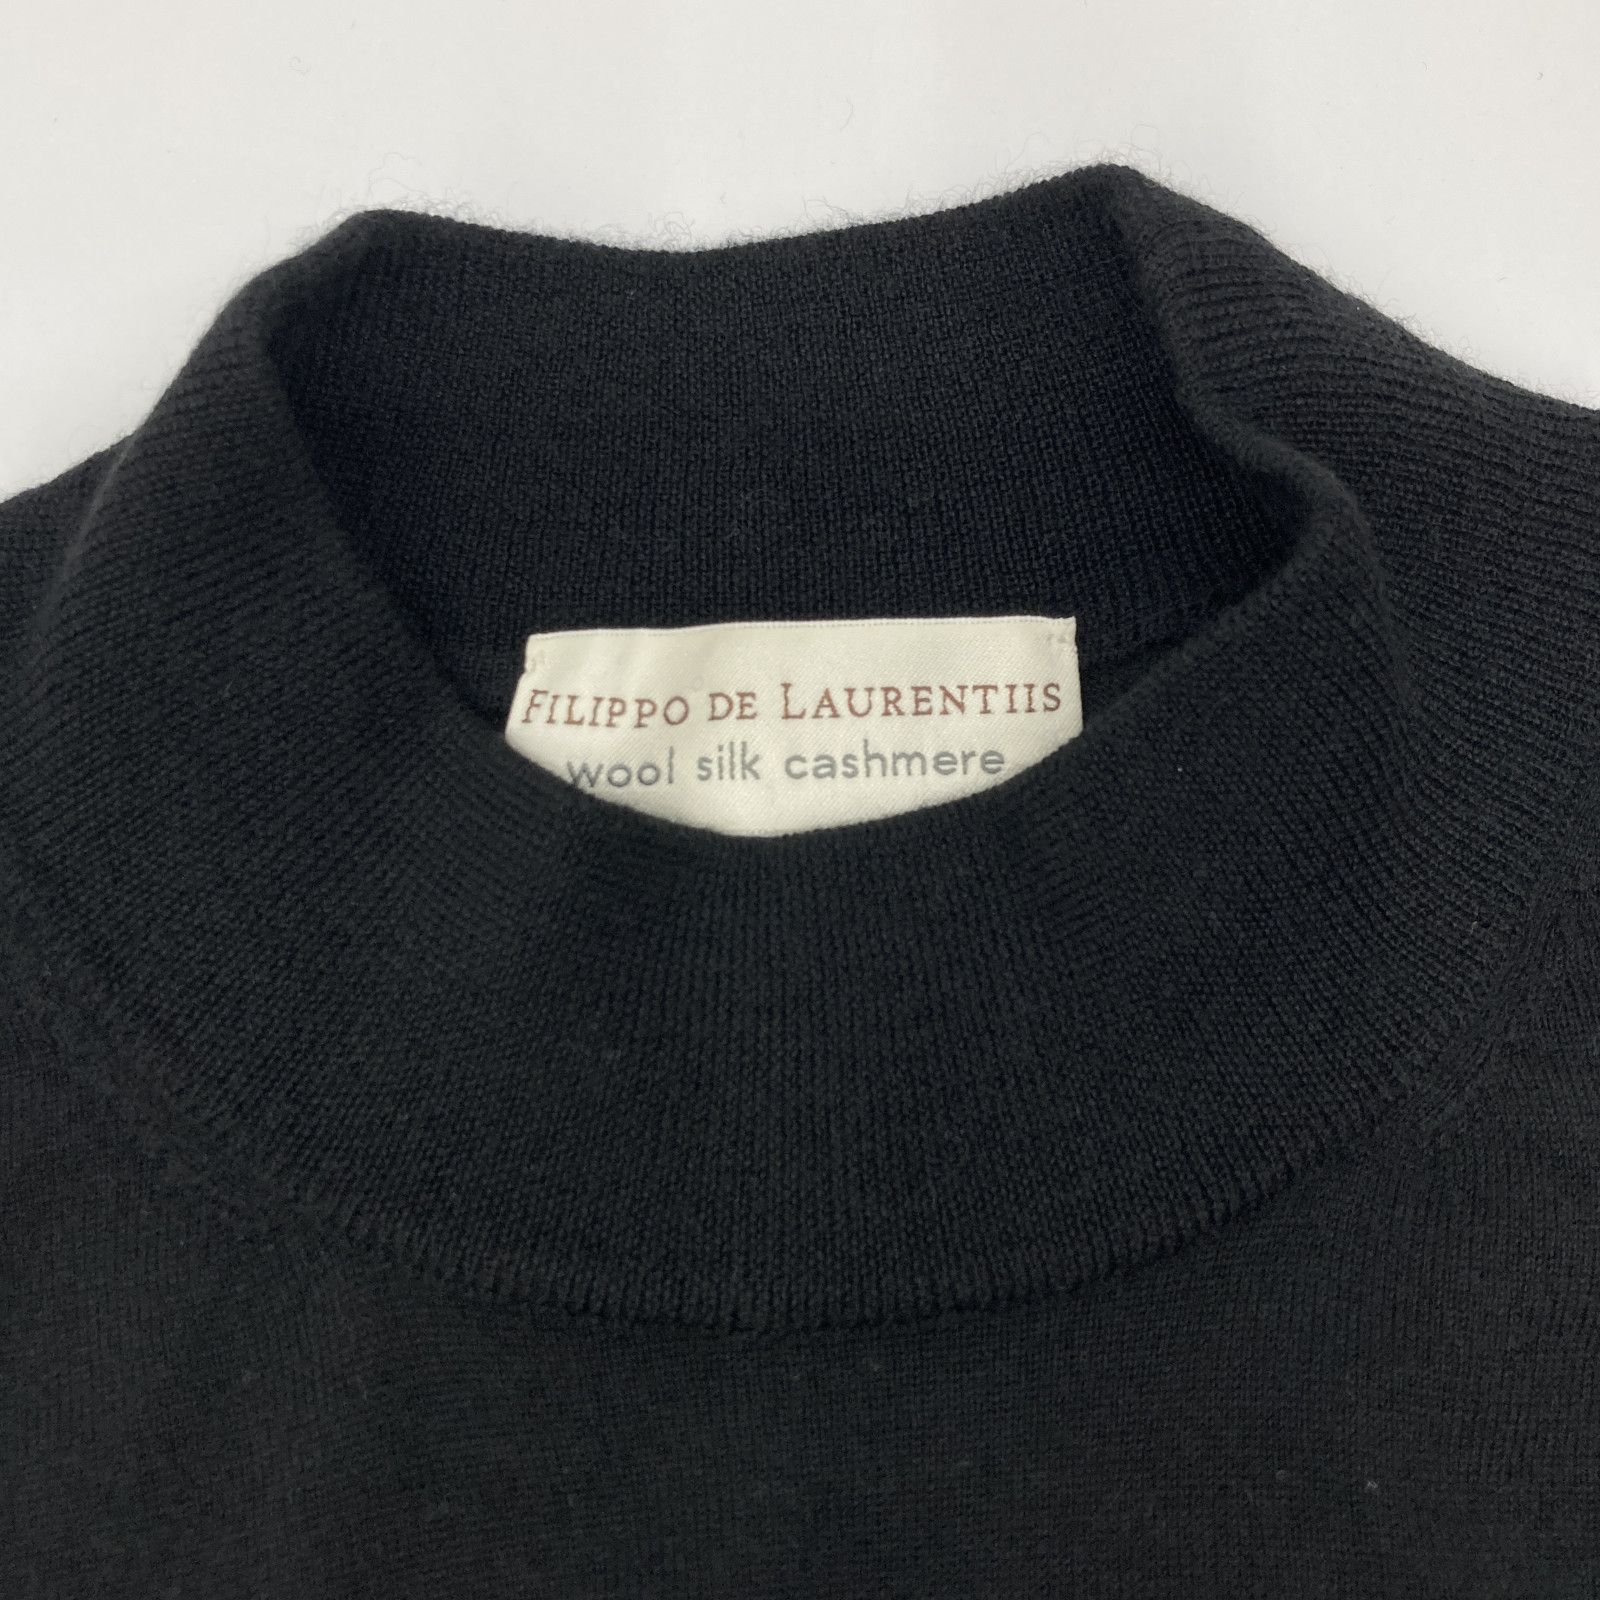 FILIPPO DE LAURENTIIS
wool silk cashmere